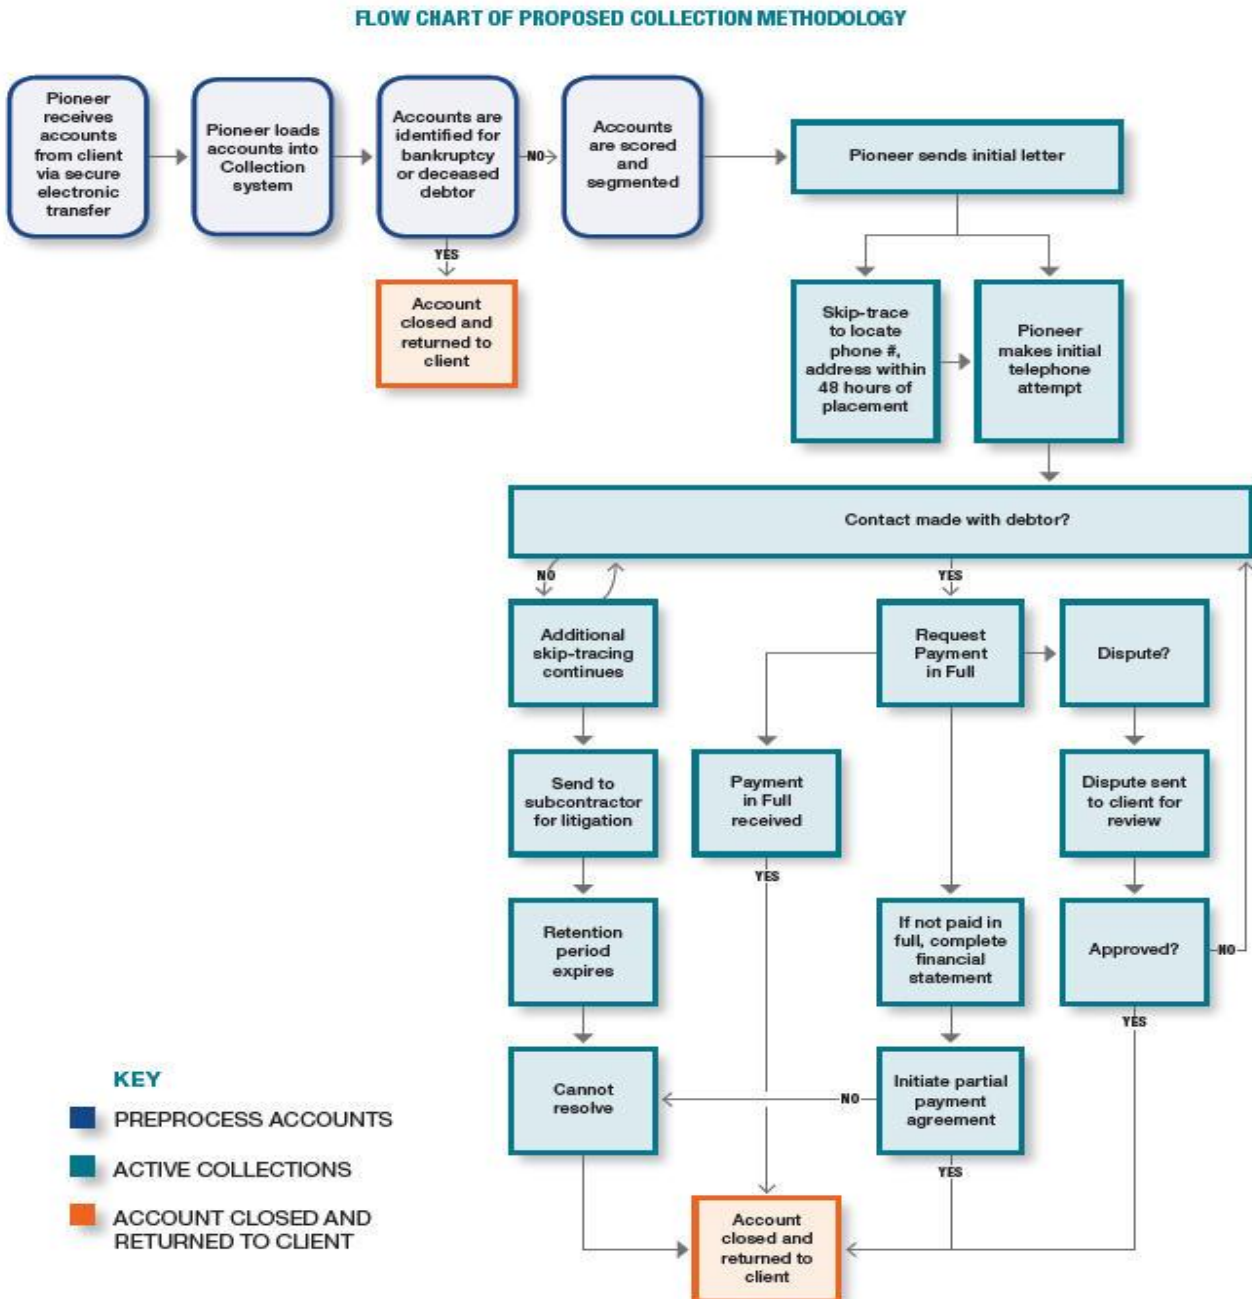 FLOW CHART OF PROPOSED COLLECTION METHODOLOGY
Pioneer
receives
accounts
from client
via secure
electronic
transfer
Pioneer loads
accounts into
Collection
system
Accounts are
identified for
bankruptcy
or deceased
debtor
NO
Accounts
are scored
and
segmented
Pioneer sends initial letter
YES
Account
closed and
returned to
client
Skip-trace
to locate
phone #,
address within
48 hours of
placement
Pioneer
makes initial
telephone
attempt
Contact made with debtor?
NO
YES
Additional
skip-tracing
continues
Request
Payment
in Full
Dispute?
Send to
subcontractor
for litigation
Payment
in Full
received
Dispute sent
to client for
review
YES
Retention
period
expires
If not paid in
full, complete
financial
statement
Approved?
NO
YES
Cannot
resolve
NO
Initiate partial
payment
agreement
YES
Account
closed and
returned to
client
KEY
PREPROCESS ACCOUNTS
ACTIVE COLLECTIONS
ACCOUNT CLOSED AND
RETURNED TO CLIENT